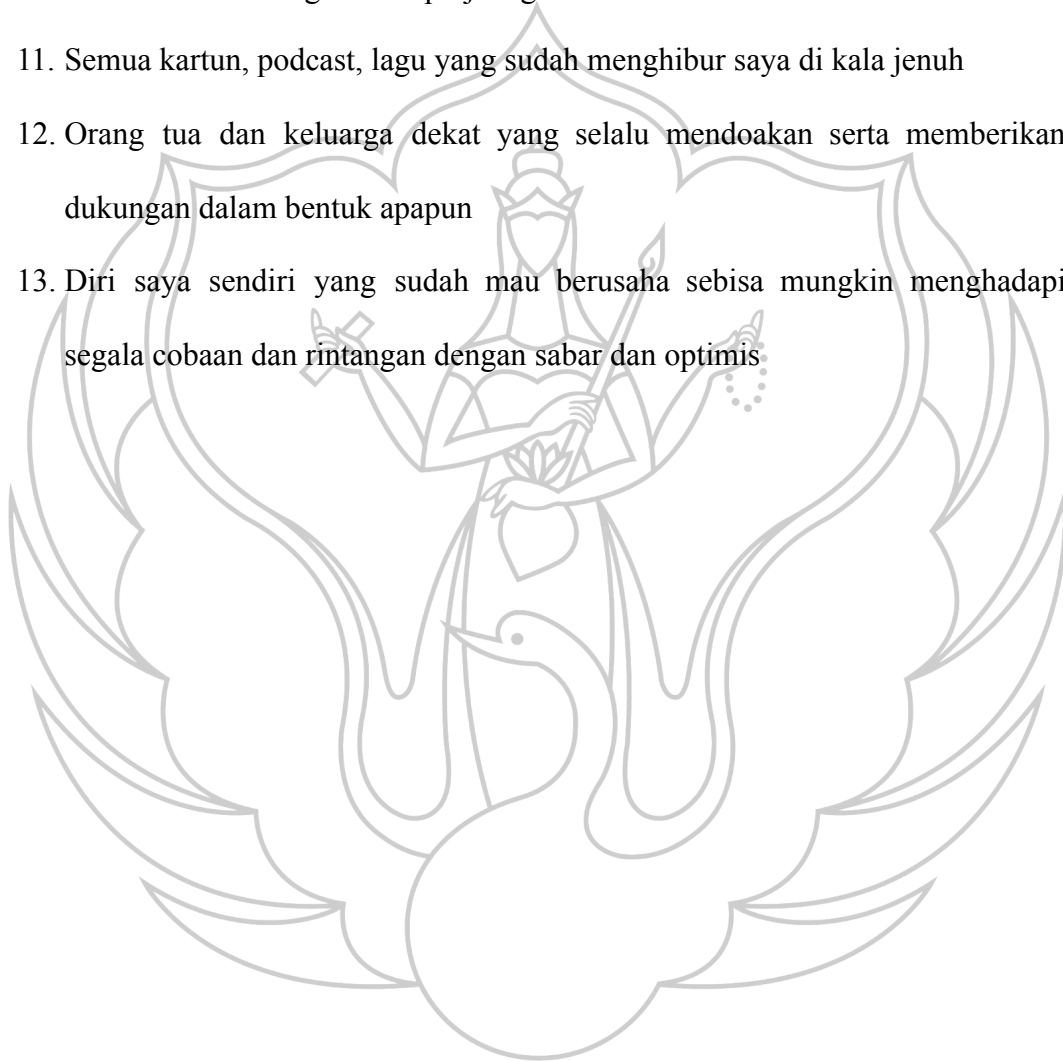 11. Semua kartun, podcast, lagu yang sudah menghibur saya di kala jenuh
12. Orang tua dan keluarga dekat yang selalu mendoakan serta memberikan
dukungan dalam bentuk apapun
13. Diri saya sendiri yang sudah mau berusaha sebisa mungkin menghadapi
segala cobaan dan rintangan dengan sabar dan optimis